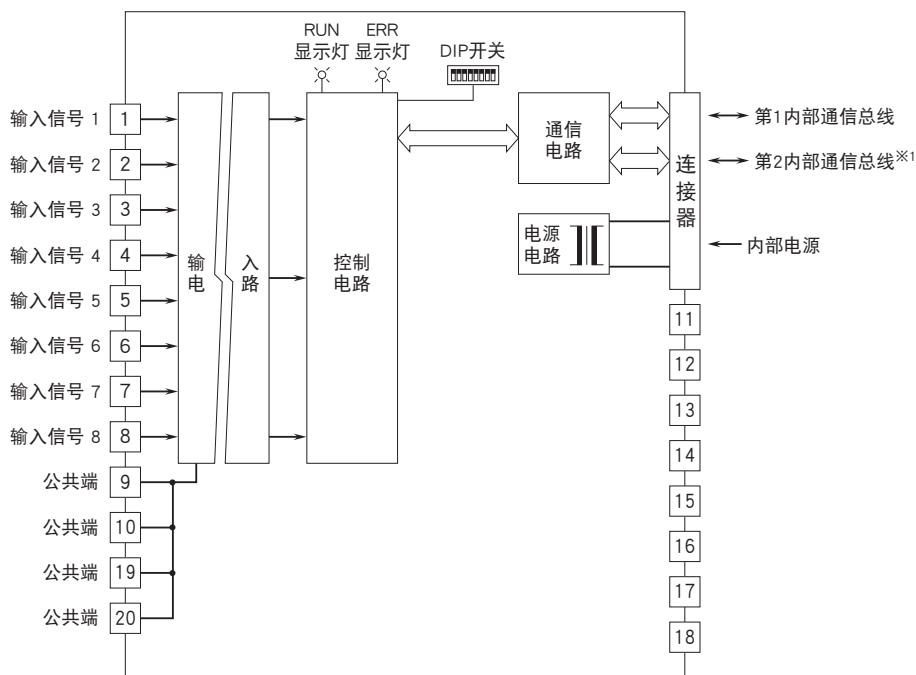 RUN
显示灯
ERR
显示灯
DIP开关
输入信号 1
1
输入信号 2
2
输入信号 3
3
输入信号 4
4
输入信号 5
5
输入信号 6
6
输入信号 7
7
输入信号 8
8
公共端
9
公共端
10
公共端
19
公共端
20
输入
电路
控制
电路
通信
电路
电源
电路
连接器
第1内部通信总线
第2内部通信总线※1
内部电源
11
12
13
14
15
16
17
18